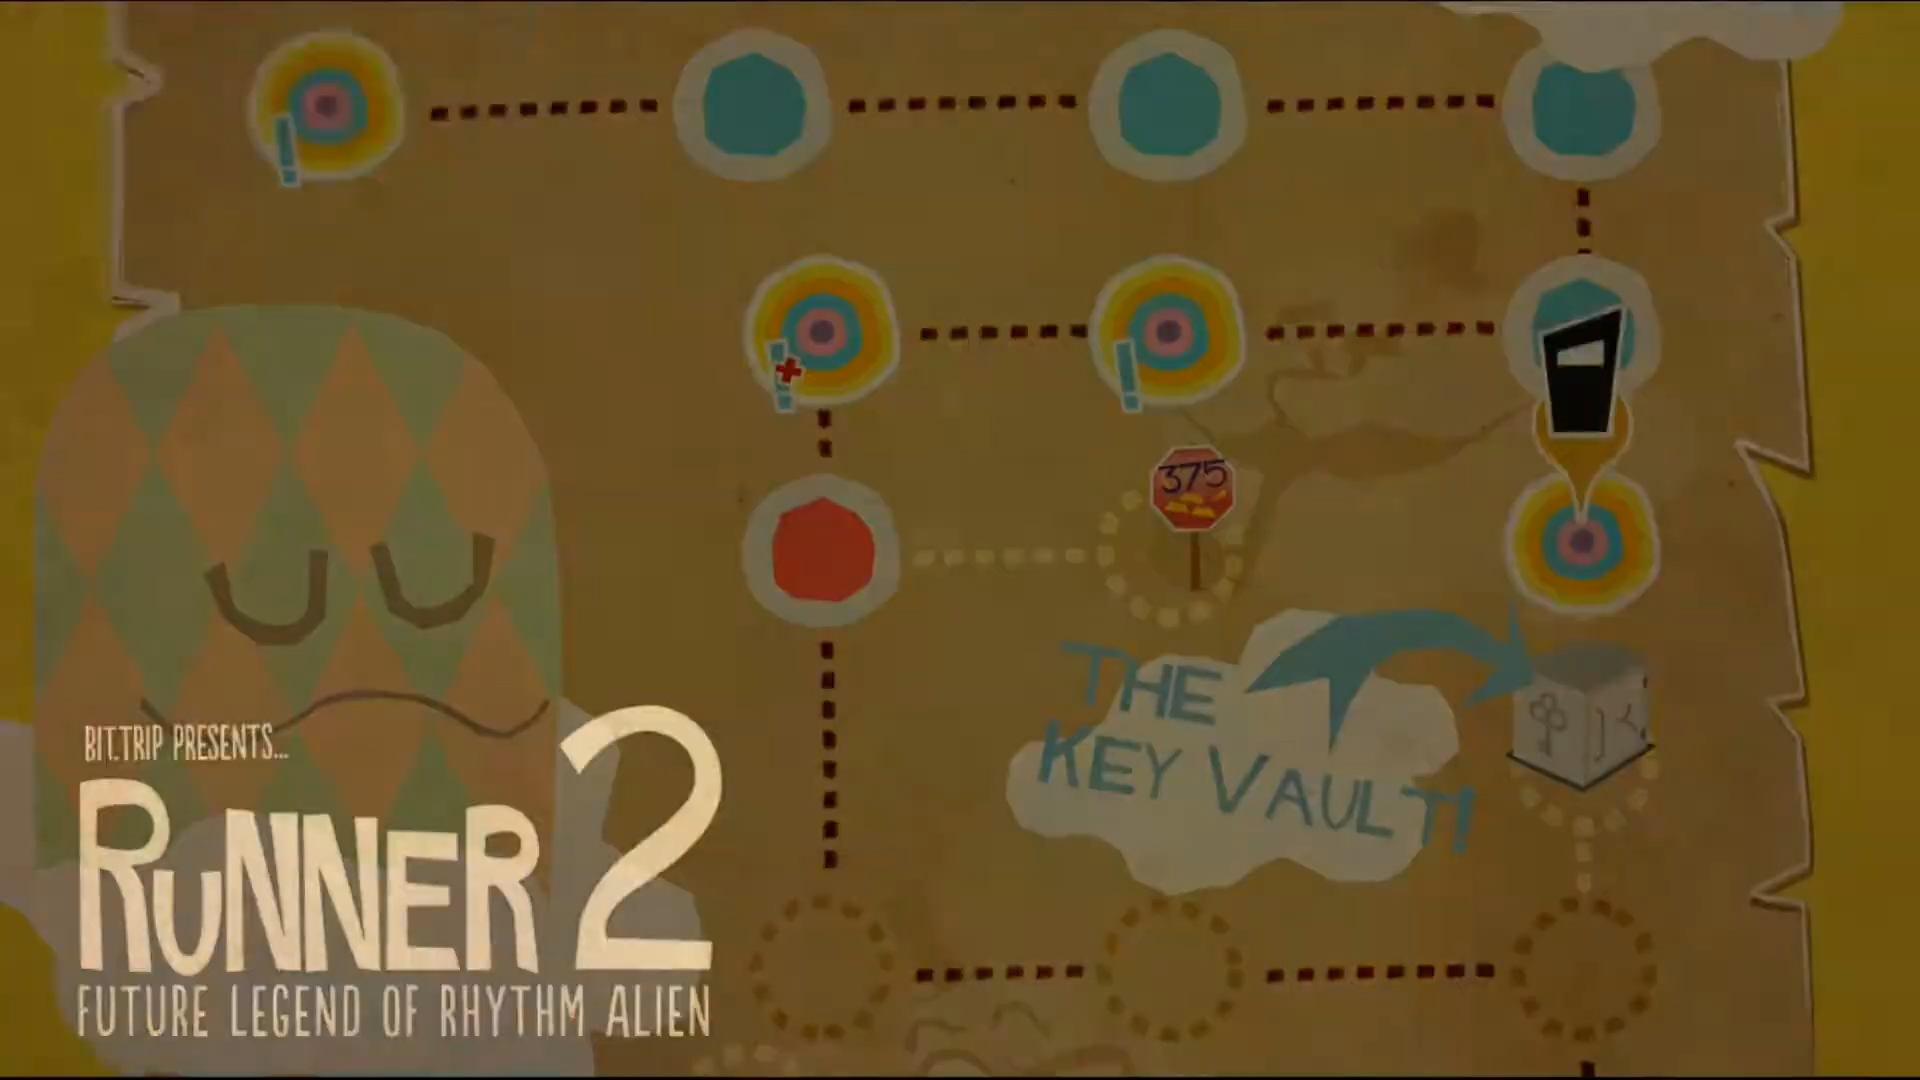 375
THE
KEY VAULT!
BIT.TRIP PRESENTS...
RUNNER 2
FUTURE LEGEND OF RHYTHM ALIEN